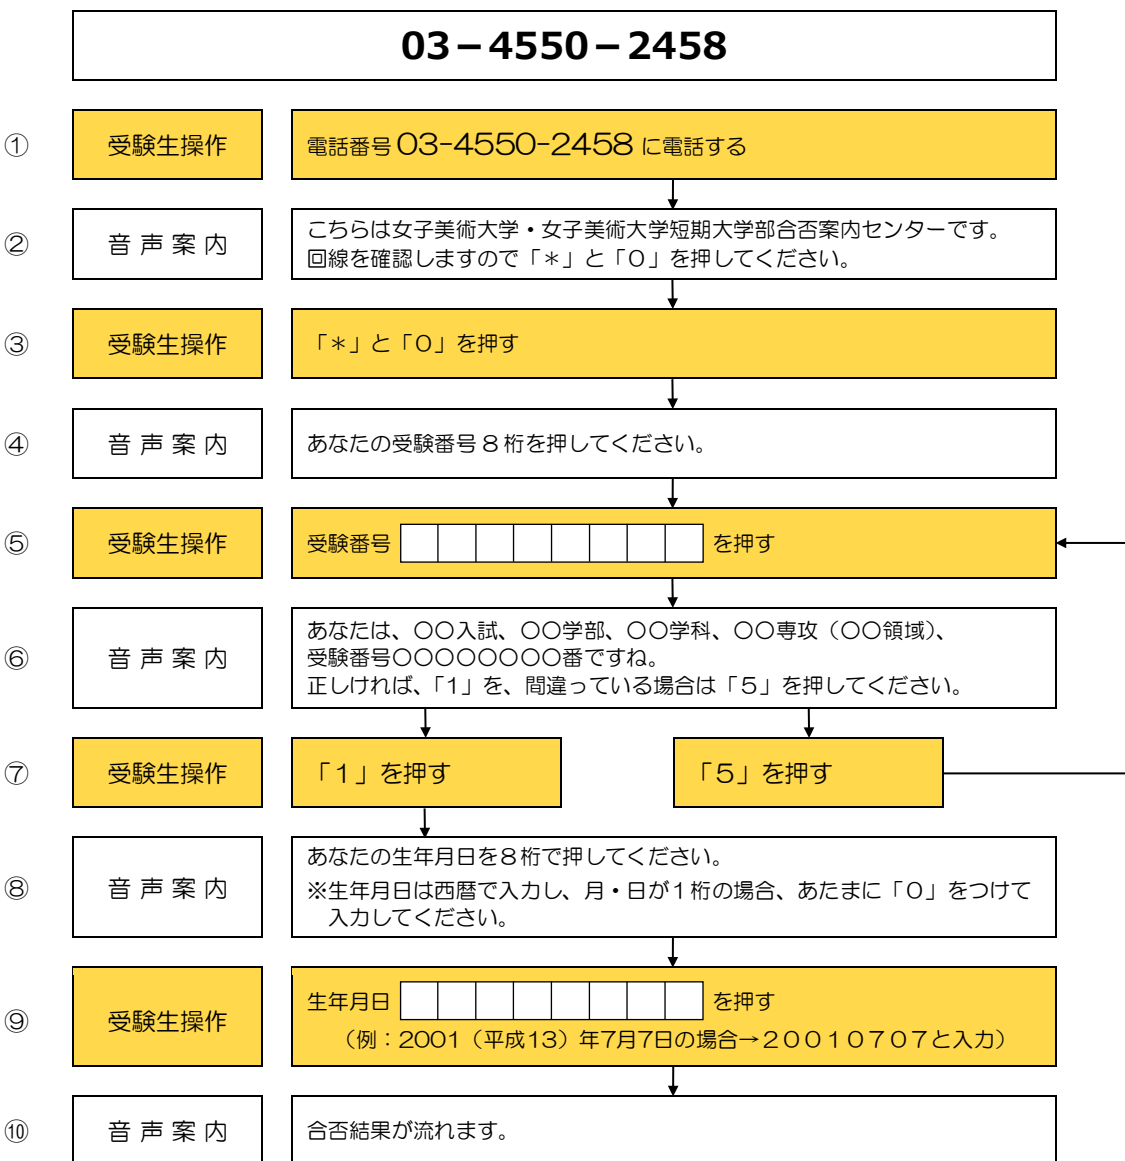 03－4550－2458
① 受験生操作 電話番号 03-4550-2458 に電話する
② 音声案内 こちらは女子美術大学・女子美術大学短期大学部合否案内センターです。
回線を確認しますので「＊」と「０」を押してください。
③ 受験生操作 「＊」と「０」を押す
④ 音声案内 あなたの受験番号８桁を押してください。
⑤ 受験生操作 受験番号 を押す
⑥ 音声案内 あなたは、〇〇入試、〇〇学部、〇〇学科、〇〇専攻（〇〇領域）、
受験番号〇〇〇〇〇〇〇〇番ですね。
正しければ、「１」を、間違っている場合は「５」を押してください。
⑦ 受験生操作 「１」を押す 「５」を押す
⑧ 音声案内 あなたの生年月日を８桁で押してください。
※生年月日は西暦で入力し、月・日が１桁の場合、あたまに「０」をつけて
入力してください。
⑨ 受験生操作 生年月日 を押す
（例：2001（平成13）年7月7日の場合→２００１０７０７と入力）
⑩ 音声案内 合否結果が流れます。